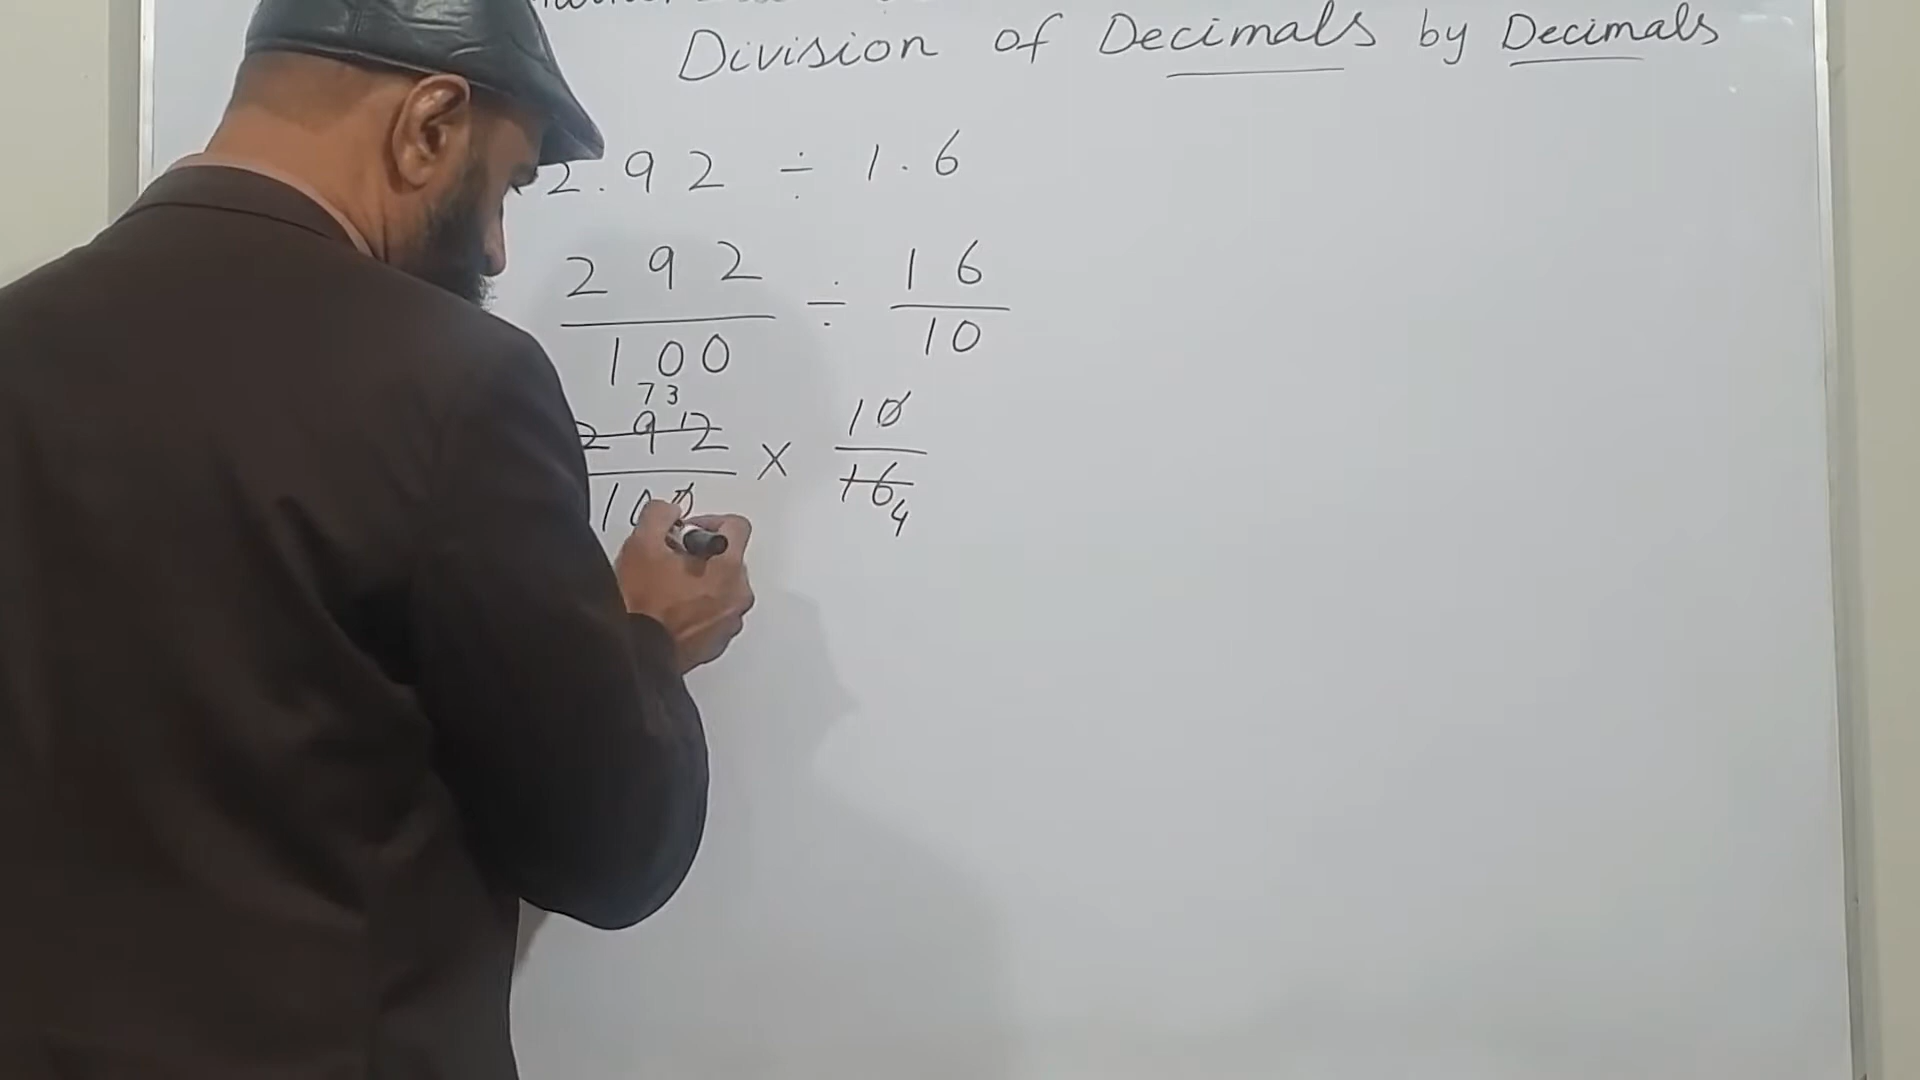 Division of Decimals by Decimals
2.92 ÷ 1.6
292 ÷ 16
100 10
73
292 × 10
100 16
4